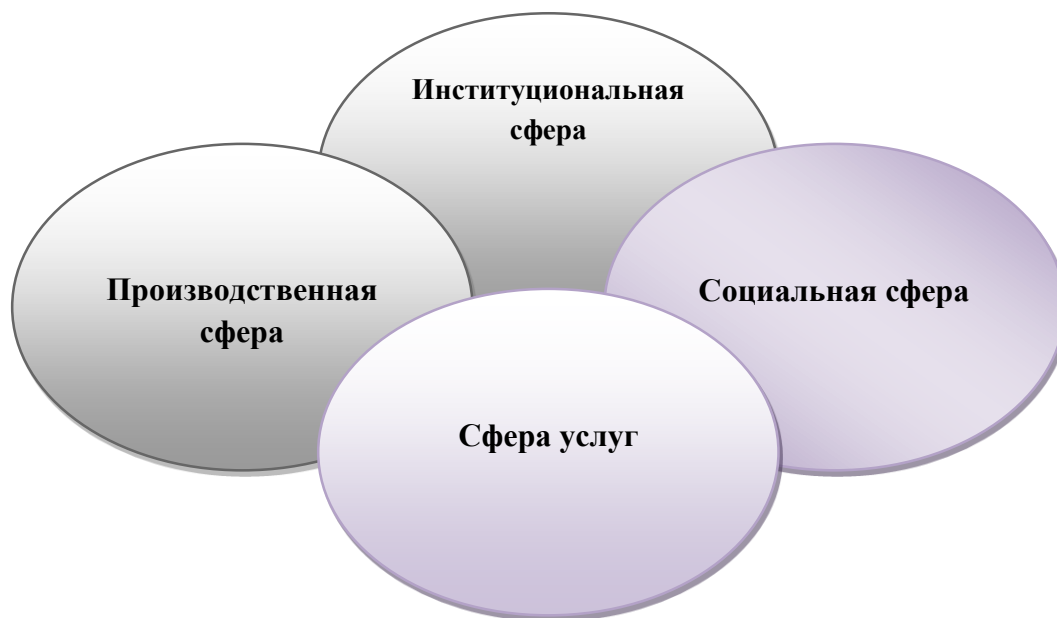 Институциональная
сфера
Производственная
сфера
Социальная сфера
Сфера услуг